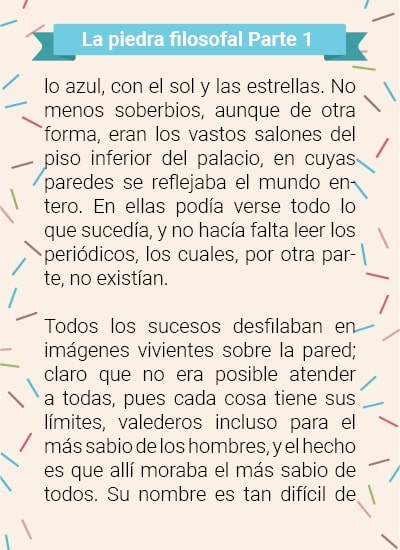 La piedra filosofal Parte 1
lo azul, con el sol y las estrellas. No
menos soberbios, aunque de otra
forma, eran los vastos salones del
piso inferior del palacio, en cuyas
paredes se reflejaba el mundo en-
tero. En ellas podía verse todo lo
que sucedía, y no hacía falta leer los
periódicos, los cuales, por otra par-
te, no existían.
Todos los sucesos desfilaban en
imágenes vivientes sobre la pared;
claro que no era posible atender
a todas, pues cada cosa tiene sus
límites, valederos incluso para el
más sabio de los hombres, y el hecho
es que allí moraba el más sabio de
todos. Su nombre es tan difícil de